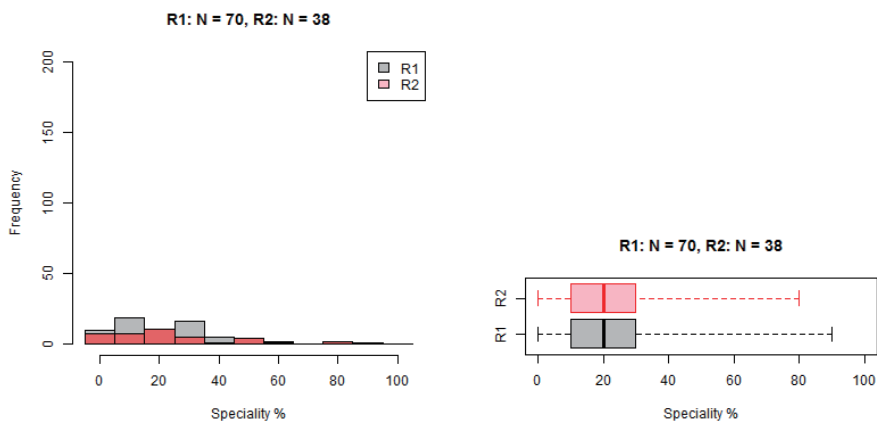 R1: N = 70, R2: N = 38
200
150
100
50
0
Frequency
R1
R2
0 20 40 60 80 100
Speciality %
R1: N = 70, R2: N = 38
R2
R1
0 20 40 60 80 100
Speciality %